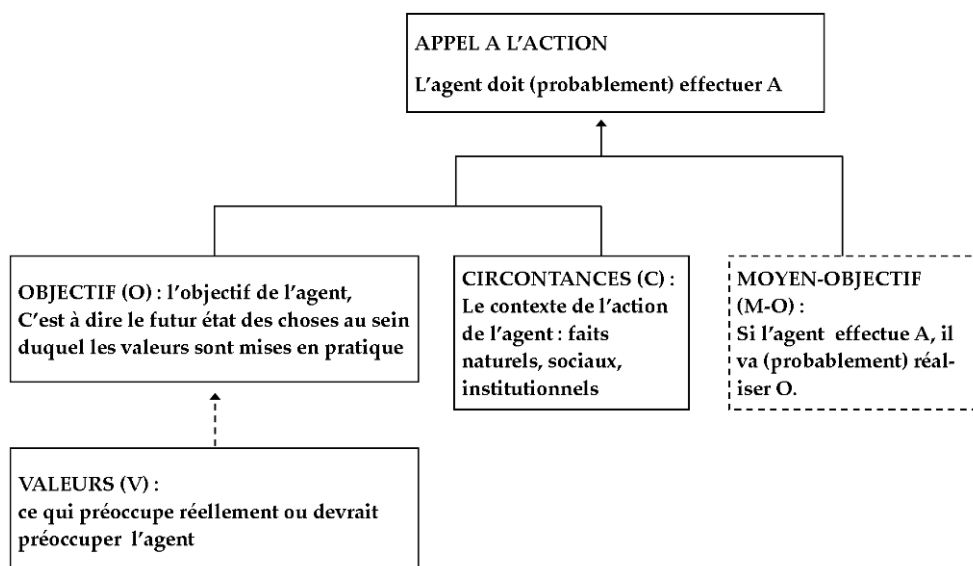 APPEL A L’ACTION
L’agent doit (probablement) effectuer A
OBJECTIF (O) : l’objectif de l’agent,
C’est à dire le futur état des choses au sein
duquel les valeurs sont mises en pratique
CIRCONTANCES (C) :
Le contexte de l’action
de l’agent : faits
naturels, sociaux,
institutionnels
MOYEN-OBJECTIF
(M-O) :
Si l’agent effectue A, il
va (probablement) réal-
iser O.
VALEURS (V) :
ce qui préoccupe réellement ou devrait
préoccuper l’agent